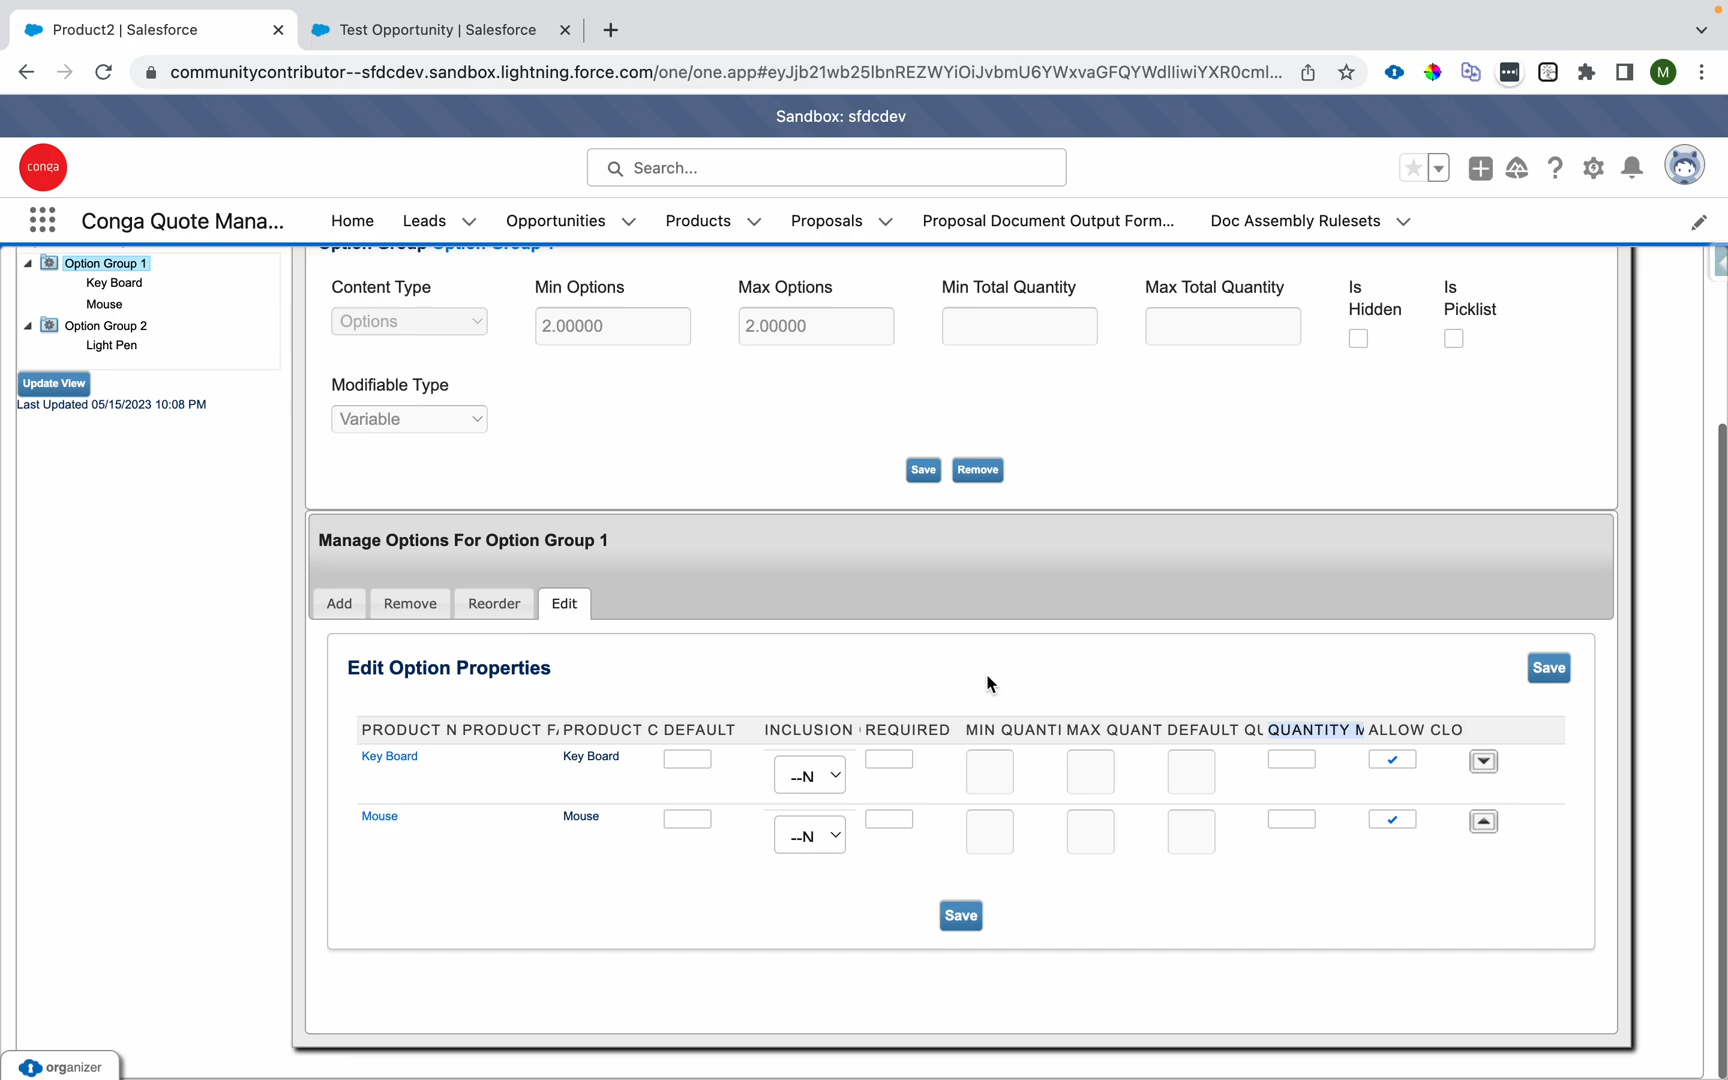 Product2 | Salesforce
Test Opportunity | Salesforce
communitycontributor--sfdcdev.sandbox.lightning.force.com/one/one.app#eyJjb21wb25lbnREZWYiOiJvbmU6YWxvaGFQYWdlIiwiYXR0cml...
M
Sandbox: sfdcdev
conga
Search...
Conga Quote Mana...
Home
Leads
Opportunities
Products
Proposals
Proposal Document Output Form...
Doc Assembly Rulesets
Option Group Option Group 1
Option Group 1
Key Board
Mouse
Option Group 2
Light Pen
Update View
Last Updated 05/15/2023 10:08 PM
Content Type
Min Options
Max Options
Min Total Quantity
Max Total Quantity
Is Hidden
Is Picklist
Options
2.00000
2.00000
Modifiable Type
Variable
Save
Remove
Manage Options For Option Group 1
Add
Remove
Reorder
Edit
Edit Option Properties
Save
PRODUCT N PRODUCT F PRODUCT C DEFAULT INCLUSION REQUIRED MIN QUANTI MAX QUANT DEFAULT QU QUANTITY M ALLOW CLO
Key Board Key Board --N
Mouse Mouse --N
Save
organizer